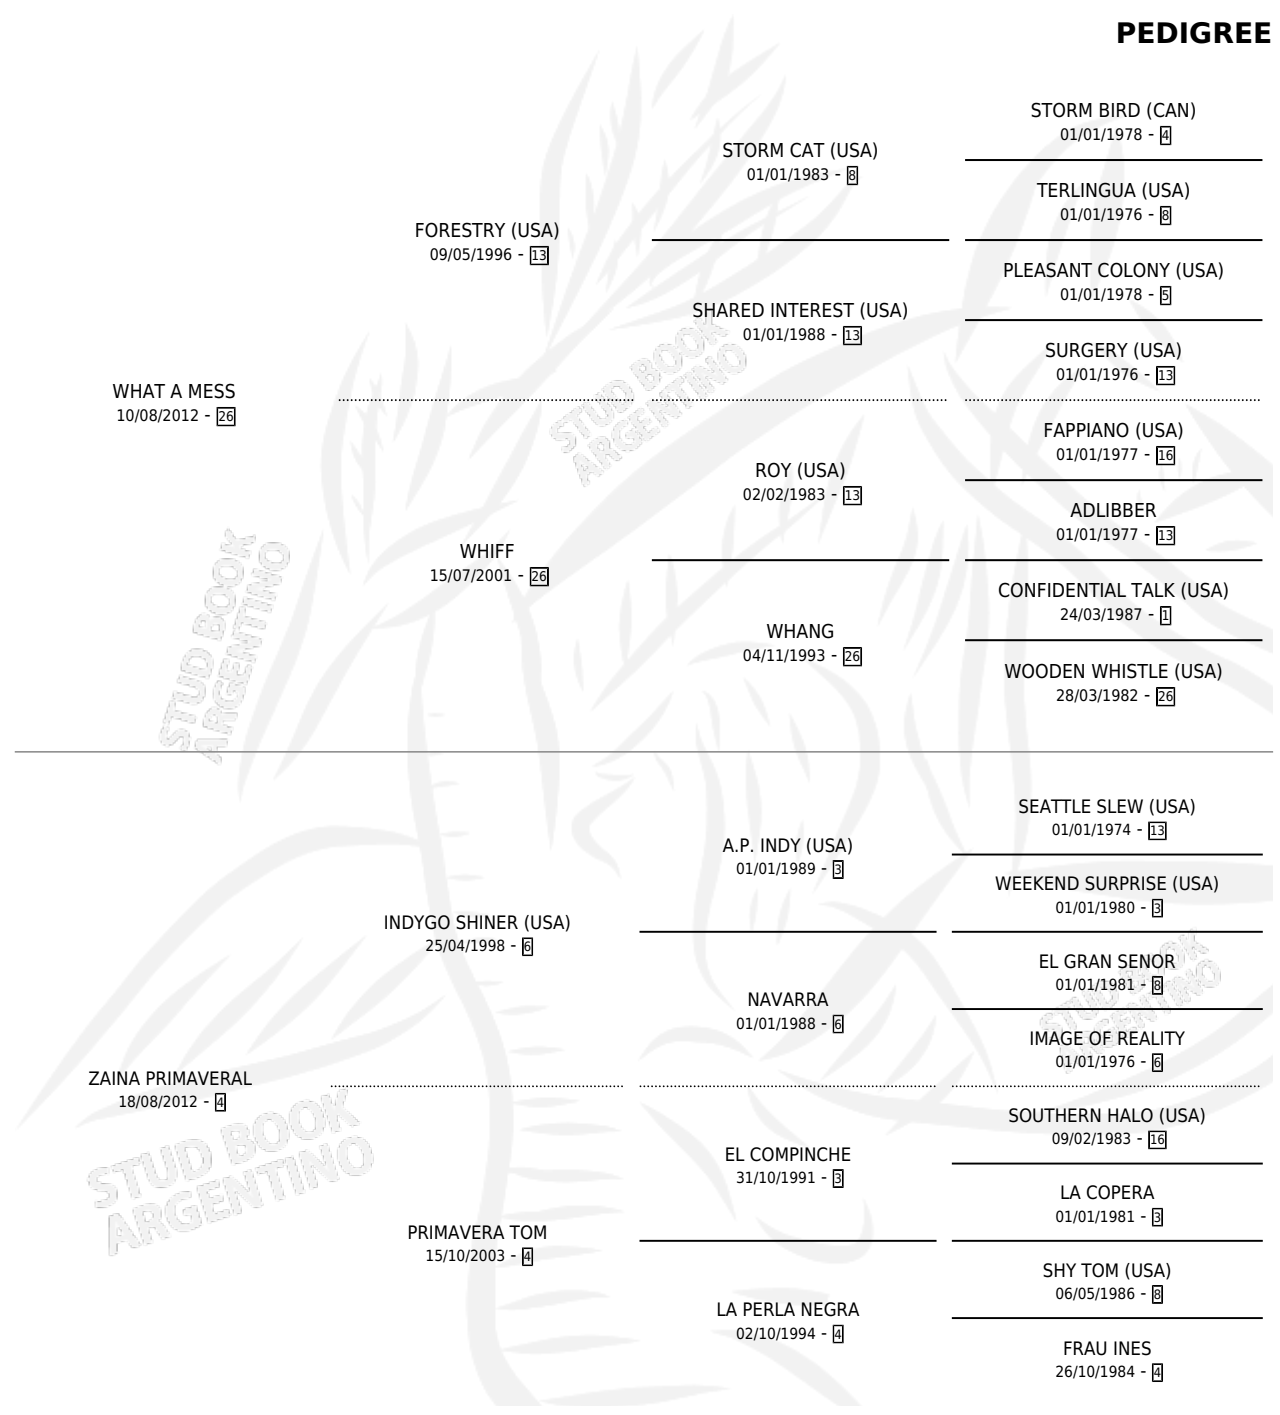 PEDIGREE
STORM BIRD (CAN)
01/01/1978 - 4
STORM CAT (USA)
01/01/1983 - 8
TERLINGUA (USA)
01/01/1976 - 8
FORESTRY (USA)
09/05/1996 - 13
PLEASANT COLONY (USA)
01/01/1978 - 5
SHARED INTEREST (USA)
01/01/1988 - 13
SURGERY (USA)
01/01/1976 - 13
WHAT A MESS
10/08/2012 - 26
FAPPIANO (USA)
01/01/1977 - 16
ROY (USA)
02/02/1983 - 13
ADLIBBER
01/01/1977 - 13
WHIFF
15/07/2001 - 26
CONFIDENTIAL TALK (USA)
24/03/1987 - 1
WHANG
04/11/1993 - 26
WOODEN WHISTLE (USA)
28/03/1982 - 26
STUD BOOK
ARGENTINO
STUD BOOK
ARGENTINO
SEATTLE SLEW (USA)
01/01/1974 - 13
A.P. INDY (USA)
01/01/1989 - 3
WEEKEND SURPRISE (USA)
01/01/1980 - 3
INDYGO SHINER (USA)
25/04/1998 - 6
EL GRAN SENOR
01/01/1981 - 8
NAVARRA
01/01/1988 - 6
IMAGE OF REALITY
01/01/1976 - 6
ZAINA PRIMAVERAL
18/08/2012 - 4
SOUTHERN HALO (USA)
09/02/1983 - 16
EL COMPINCHE
31/10/1991 - 3
LA COPERA
01/01/1981 - 3
PRIMAVERA TOM
15/10/2003 - 4
SHY TOM (USA)
06/05/1986 - 8
LA PERLA NEGRA
02/10/1994 - 4
FRAU INES
26/10/1984 - 4
STUD BOOK
ARGENTINO
STUD BOOK
ARGENTINO